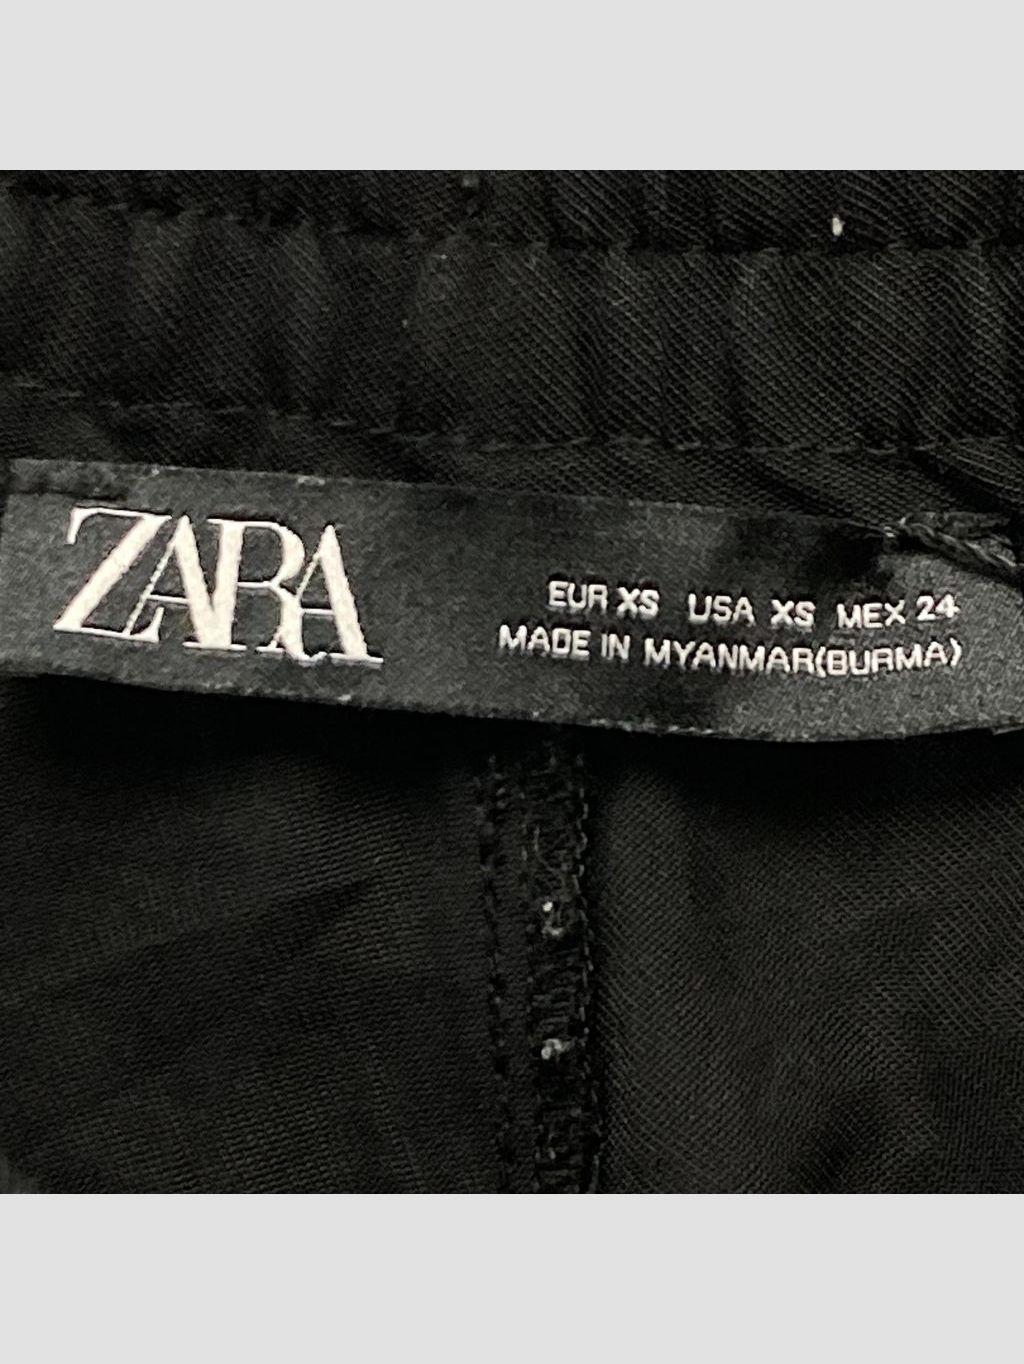 ZARA
EUR XS USA XS MEX 24
MADE IN MYANMAR(BURMA)